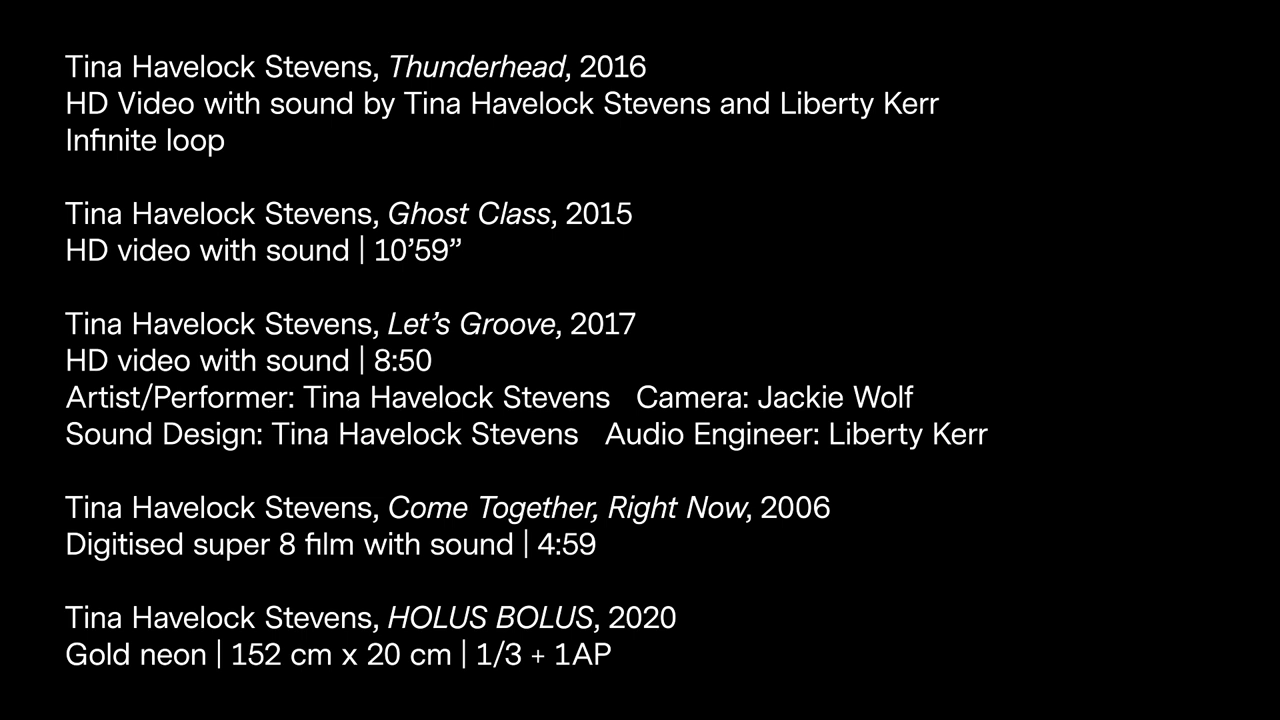 Tina Havelock Stevens, Thunderhead, 2016
HD Video with sound by Tina Havelock Stevens and Liberty Kerr
Infinite loop
Tina Havelock Stevens, Ghost Class, 2015
HD video with sound | 10’59”
Tina Havelock Stevens, Let’s Groove, 2017
HD video with sound | 8:50
Artist/Performer: Tina Havelock Stevens   Camera: Jackie Wolf
Sound Design: Tina Havelock Stevens   Audio Engineer: Liberty Kerr
Tina Havelock Stevens, Come Together, Right Now, 2006
Digitised super 8 film with sound | 4:59
Tina Havelock Stevens, HOLUS BOLUS, 2020
Gold neon | 152 cm x 20 cm | 1/3 + 1AP